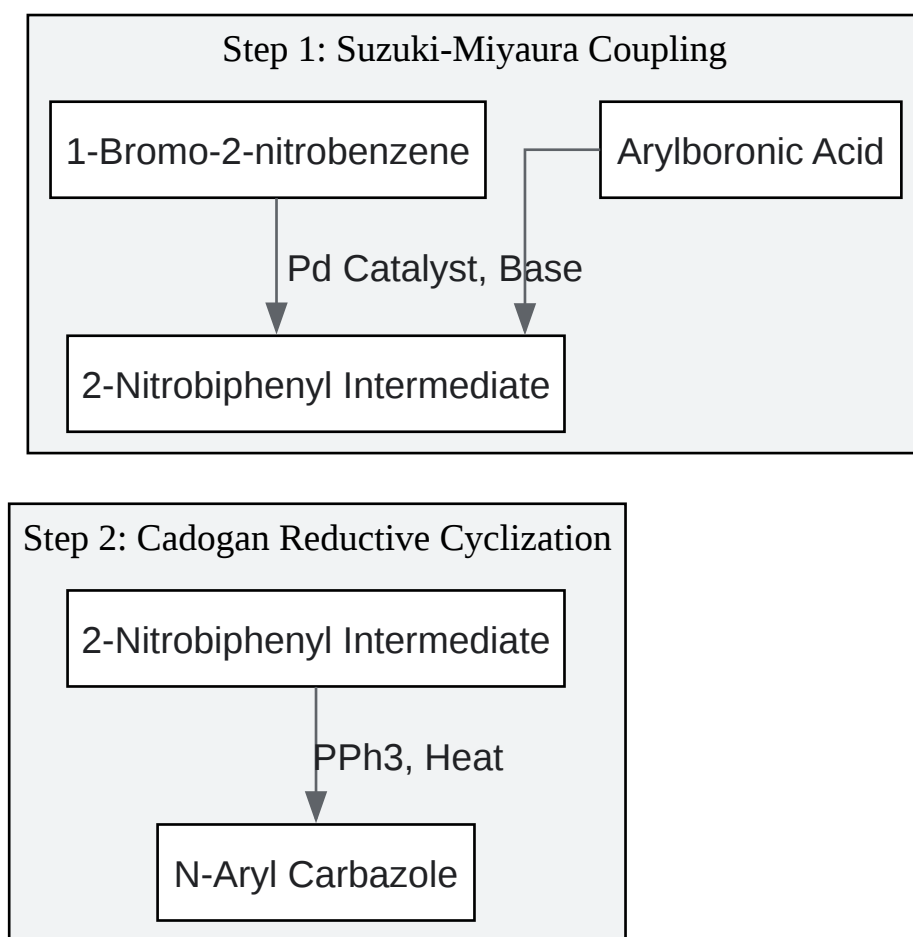 Step 1: Suzuki-Miyaura Coupling
1-Bromo-2-nitrobenzene
Arylboronic Acid
Pd Catalyst, Base
2-Nitrobiphenyl Intermediate
Step 2: Cadogan Reductive Cyclization
2-Nitrobiphenyl Intermediate
PPh3, Heat
N-Aryl Carbazole